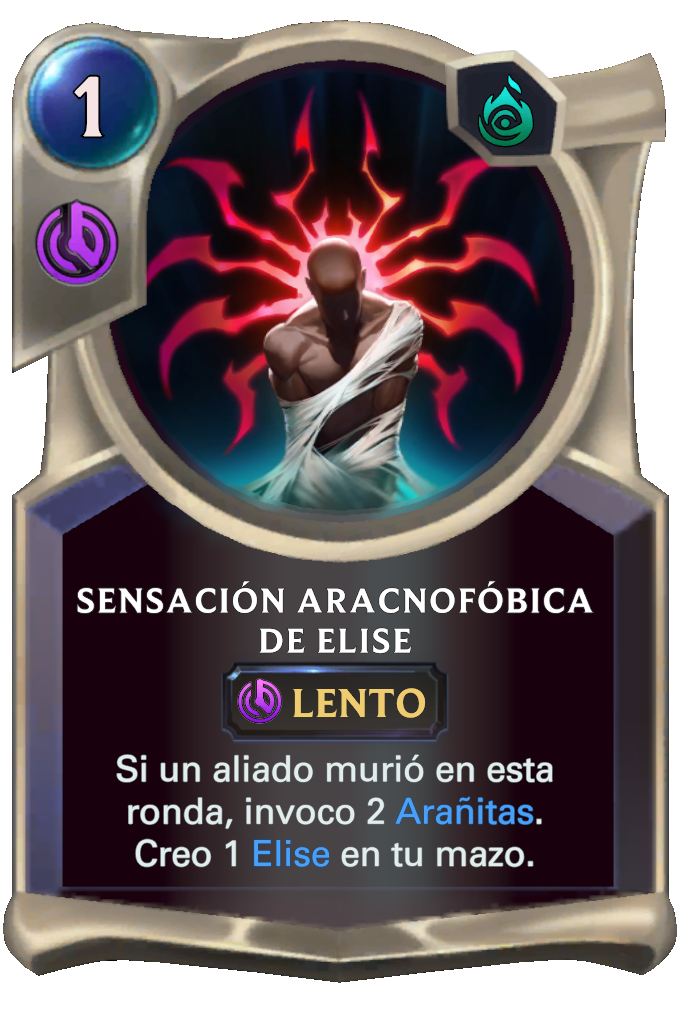 1
SENSACIÓN ARACNOFÓBICA
DE ELISE
LENTO
Si un aliado murió en esta
ronda, invoco 2 Arañitas.
Creo 1 Elise en tu mazo.